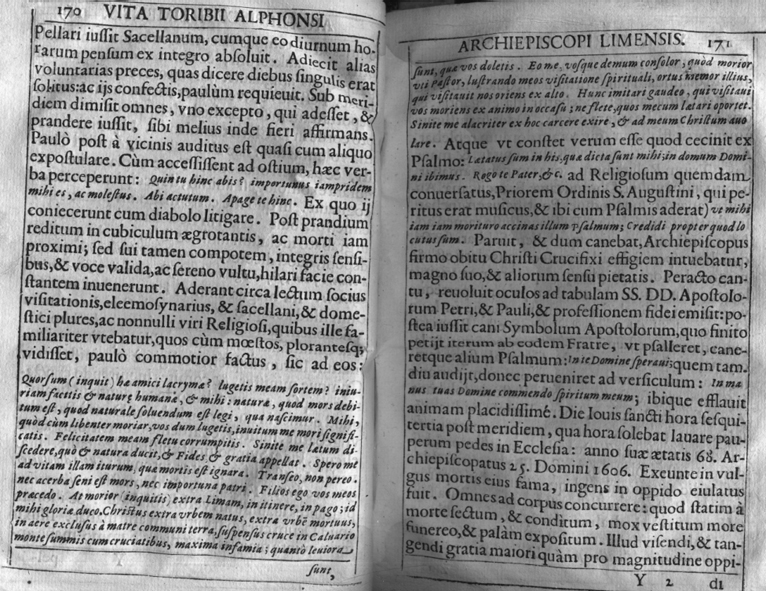 170 VITA TORIBII ALPHONSI
Pellari iussit Sacellanum, cumque eo diurnum ho-
rarum pensum ex integro absoluit. Adiecit alias
voluntarias preces, quas dicere diebus singulis erat
solitus: ac ijs confectis, paulùm requieuit. Sub meri-
diem dimisit omnes, vno excepto, qui adesset, &
prandere iussit, sibi melius inde fieri affirmans.
Paulò post à vicinis auditus est quasi cum aliquo
expostulare. Cùm accessissent ad ostium, hæc ver-
ba perceperunt: Quin tu hinc abis? importunus iampridem
mihi es, ac molestus. Abi actutum. Apage te hinc. Ex quo ij
coniecerunt eum diabolo litigare. Post prandium
reditum in cubiculum ægrotantis, ac morti iam
proximi; sed sui tamen compotem, integris sensi-
bus, & voce valida, ac sereno vultu, hilari facie con-
stantem inuenerunt. Aderant circa lectum socius
visitationis, eleemosynarius, & sacellani, & dome-
stici plures, ac nonnulli viri Religiosi, quibus ille fa-
miliariter vtebatur, quos cùm mœstos, plorantesq;
vidisset, paulò commotior factus, sic ad eos:
Quorsum (inquit) hæ amici lacrymæ? lugetis meam sortem? iniu-
riam facitis & naturæ humanæ, & mihi: naturæ, quod mors debi-
tum est, quod naturale soluendum est legi, qua nascimur. Mihi,
quòd cùm libenter moriar, vos dum lugetis, inuitum me mori signifi-
catis. Felicitatem meam fletu corrumpitis. Sinite me lætum di-
scedere, quò & natura ducit, & Fides & gratia appellat. Spero me
ad vitam illam iturum, quæ mortis est ignara. Transeo, non pereo.
nec acerba seni est mors, nec importuna patri. Filios ego vos meos
præcedo. At morior (inquitis) extra Limam, in itinere, in pago; id
mihi gloriæ duco, Christus extra vrbem natus, extra vrbē mortuus,
in aere exclusus à matre communi terra, suspensus cruce in Caluario
monte summis cum cruciatibus, maxima infamia; quantò leuiora
sunt,
ARCHIEPISCOPI LIMENSIS. 171
sunt, quæ vos doletis. Eo me, vosque demum consolor, quòd morior
vti Pastor, lustrando meos visitatione spirituali, ortus memor illius,
qui visitauit nos oriens ex alto. Hunc imitari gaudeo, qui visitaui
vos moriens ex animo in occasu; ne flete, quos mecum lætari oportet.
Sinite me alacriter ex hoc carcere exire, & ad meum Christum auo
lare. Atque vt constet verum esse quod cecinit ex
Psalmo: Lætatus sum in his, quæ dicta sunt mihi; in domum Domi-
ni ibimus. Rogo te Pater, &c. ad Religiosum quemdam
conuersatus, Priorem Ordinis S. Augustini, qui pe-
ritus erat musicus, & ibi cum Psalmis aderat) vt mihi
iam iam morituro accinas illum psalmum; Credidi propter quod lo
cutus sum. Paruit, & dum canebat, Archiepiscopus
firmo obitu Christi Crucifixi effigiem intuebatur,
magno suo, & aliorum sensu pietatis. Peracto can-
tu, reuoluit oculos ad tabulam SS. DD. Apostolo-
rum Petri, & Pauli, & professionem fidei emisit: po-
stea iussit cani Symbolum Apostolorum, quo finito
petijt iterum ab eodem Fratre, vt psalleret, cane-
retque alium Psalmum: In te Domine speraui; quem tam
diu audijt, donec perueniret ad versiculum: In ma
nus tuas Domine commendo spiritum meum; ibique efflauit
animam placidissimè. Die Iouis sancti hora sesqui-
tertia post meridiem, qua hora solebat lauare pau-
perum pedes in Ecclesia: anno suæ ætatis 68. Ar-
chiepiscopatus 25. Domini 1606. Exeunte in vul-
gus mortis eius fama, ingens in oppido eiulatus
fuit. Omnes ad corpus concurrere: quod statim à
morte sectum, & conditum, mox vestitum more
funereo, & palàm expositum. Illud visendi, & tan-
gendi gratia maiori quàm pro magnitudine oppi-
Y 2 di